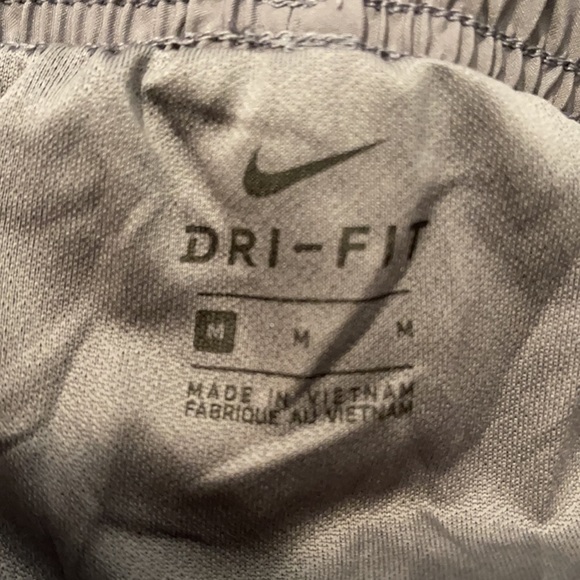 DRI-FIT
M M M
MADE IN VIETNAM
FABRIQUE AU VIETNAM